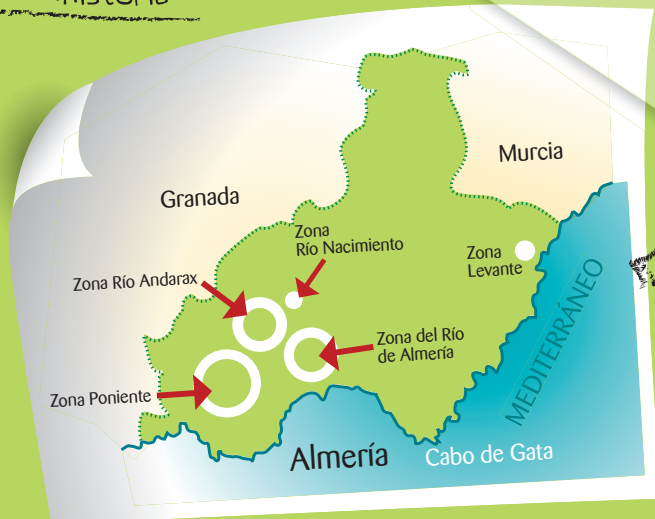 Murcia
Granada
Zona
Río Nacimiento
Zona
Levante
Zona Río Andarax
MEDITERRÁNEO
Zona del Río
de Almería
Zona Poniente
Almería
Cabo de Gata